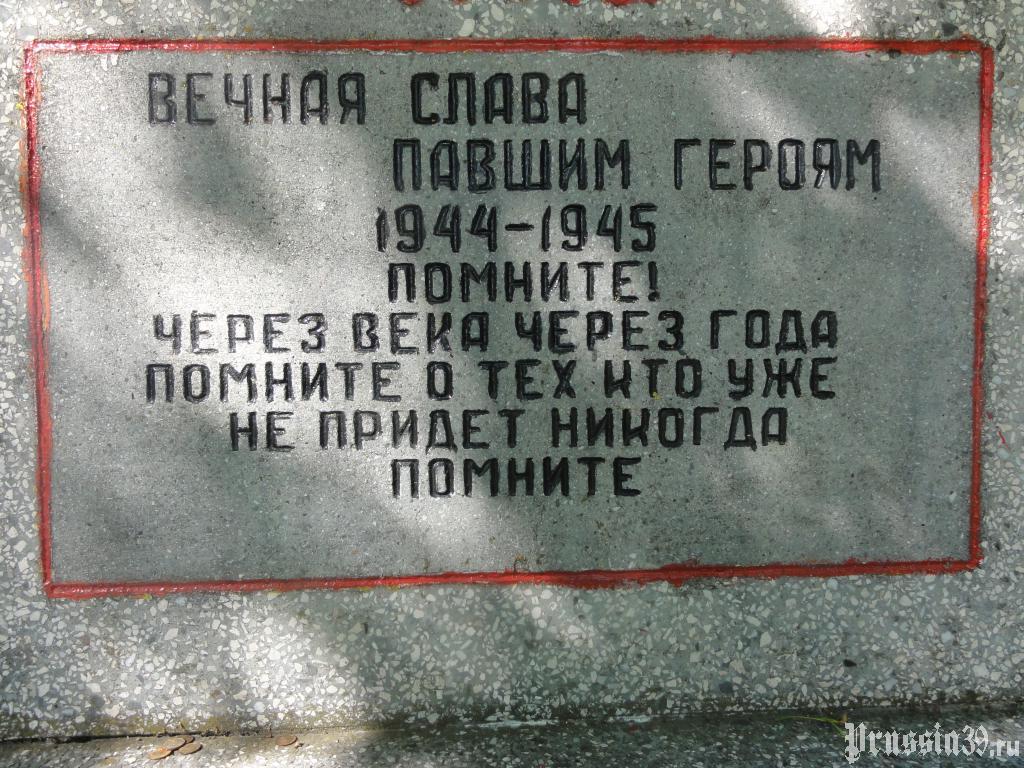 ВЕЧНАЯ СЛАВА
ПАВШИМ ГЕРОЯМ
1944-1945
ПОМНИТЕ!
ЧЕРЕЗ ВЕКА ЧЕРЕЗ ГОДА
ПОМНИТЕ О ТЕХ КТО УЖЕ
НЕ ПРИДЕТ НИКОГДА
ПОМНИТЕ
Prussia39.ru